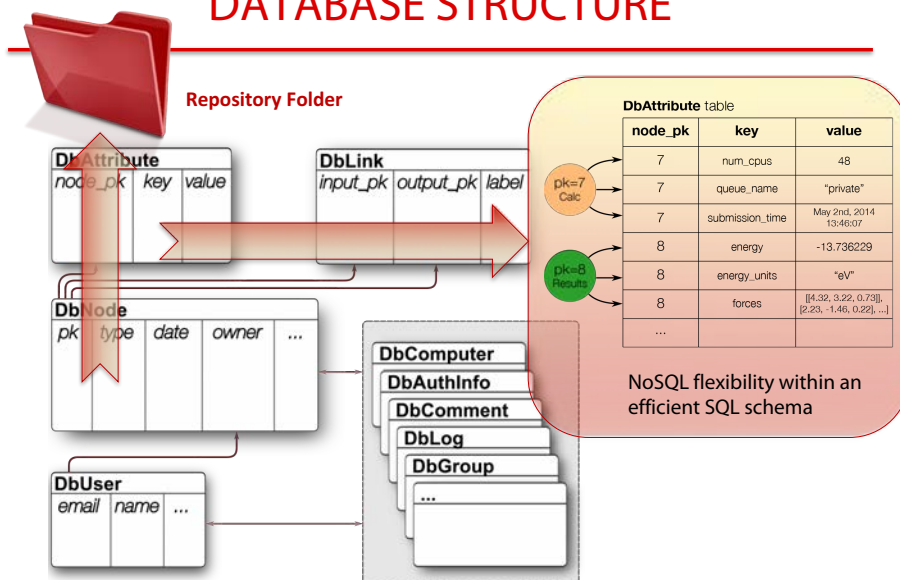 DATABASE STRUCTURE
Repository Folder
DbAttribute
node_pk key value
DbLink
input_pk output_pk label
DbNode
pk type date owner ...
DbUser
email name ...
DbComputer
DbAuthInfo
DbComment
DbLog
DbGroup
...
DbAttribute table
node_pk key value
pk=7
Calc
7 num_cpus 48
7 queue_name “private”
7 submission_time May 2nd, 2014
13:46:07
pk=8
Results
8 energy -13.736229
8 energy_units “eV”
8 forces [[4.32, 3.22, 0.73]],
[2.23, -1.46, 0.22], ...]
...
NoSQL flexibility within an
efficient SQL schema